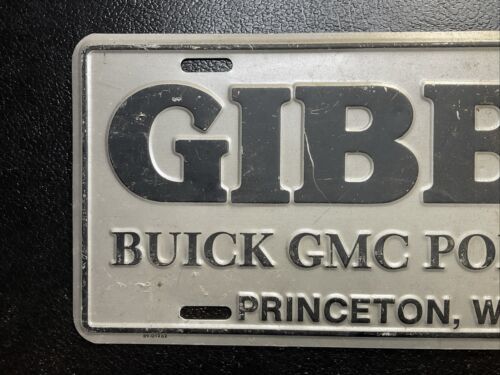 GIBB
BUICK GMC PO
PRINCETON, W